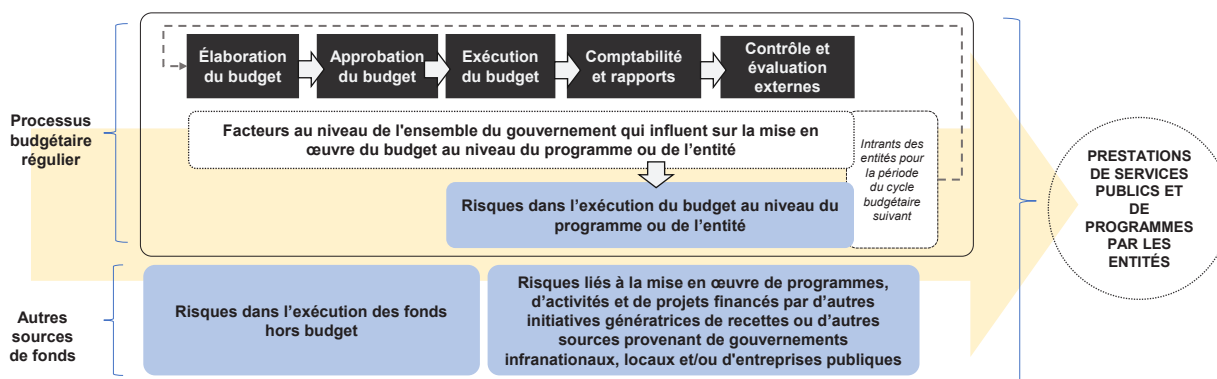 Élaboration
du budget
Approbation
du budget
Exécution
du budget
Comptabilité
et rapports
Contrôle et
évaluation
externes
Processus
budgétaire
régulier
Facteurs au niveau de l'ensemble du gouvernement qui influent sur la mise en
œuvre du budget au niveau du programme ou de l’entité
Intrants des
entités pour
la période
du cycle
budgétaire
suivant
Risques dans l’exécution du budget au niveau du
programme ou de l’entité
PRESTATIONS
DE SERVICES
PUBLICS ET
DE
PROGRAMMES
PAR LES
ENTITÉS
Autres
sources
de fonds
Risques dans l’exécution des fonds
hors budget
Risques liés à la mise en œuvre de programmes,
d’activités et de projets financés par d’autres
initiatives génératrices de recettes ou d’autres
sources provenant de gouvernements
infranationaux, locaux et/ou d'entreprises publiques